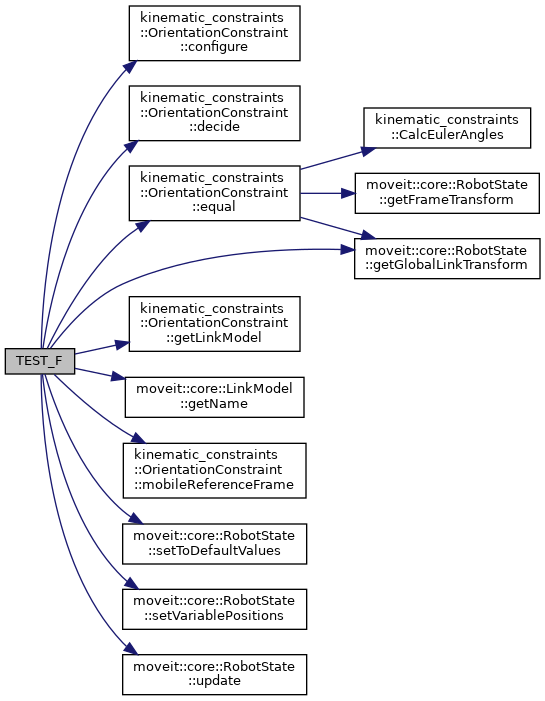 kinematic_constraints
::OrientationConstraint
::configure
kinematic_constraints
::OrientationConstraint
::decide
kinematic_constraints
::OrientationConstraint
::equal
kinematic_constraints
::CalcEulerAngles
moveit::core::RobotState
::getFrameTransform
moveit::core::RobotState
::getGlobalLinkTransform
kinematic_constraints
::OrientationConstraint
::getLinkModel
TEST_F
moveit::core::LinkModel
::getName
kinematic_constraints
::OrientationConstraint
::mobileReferenceFrame
moveit::core::RobotState
::setToDefaultValues
moveit::core::RobotState
::setVariablePositions
moveit::core::RobotState
::update